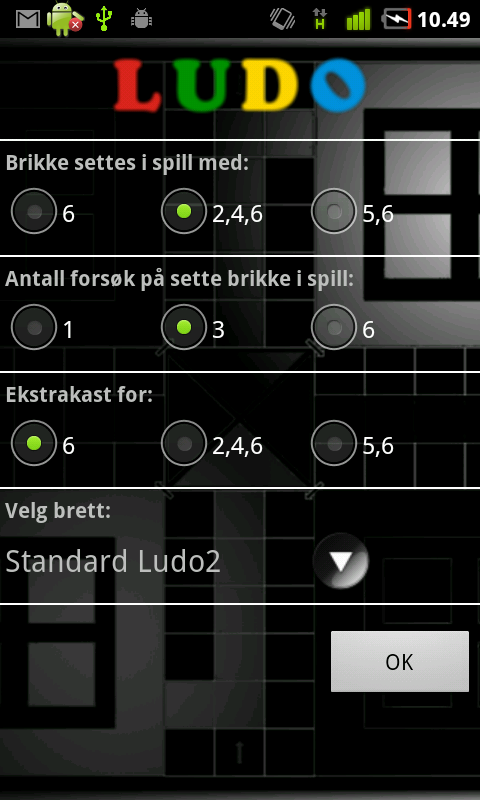 H 10.49
LUDO
Brikke settes i spill med:
6 2,4,6 5,6
Antall forsøk på sette brikke i spill:
1 3 6
Ekstrakast for:
6 2,4,6 5,6
Velg brett:
Standard Ludo2
OK